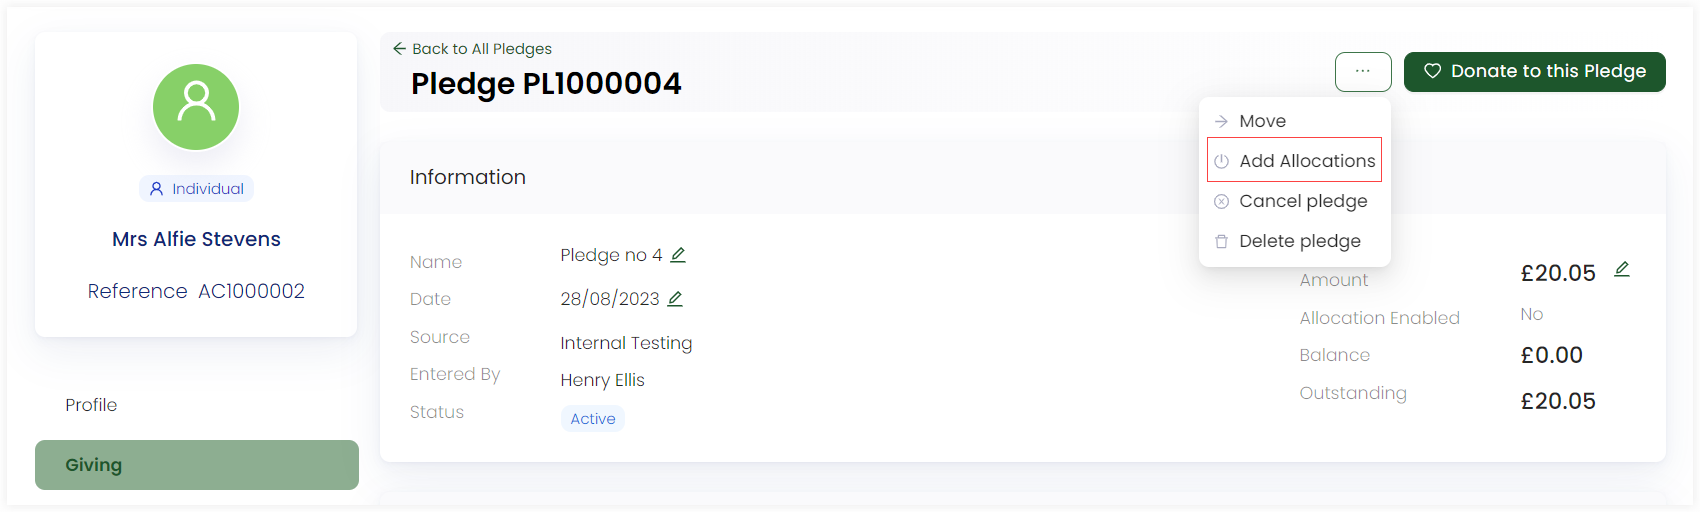 Individual
Mrs Alfie Stevens
Reference AC1000002
Profile
Giving
Back to All Pledges
Pledge PL1000004
...
Donate to this Pledge
Move
Add Allocations
Cancel pledge
Delete pledge
Information
Name Pledge no 4
Date 28/08/2023
Source Internal Testing
Entered By Henry Ellis
Status Active
Amount £20.05
Allocation Enabled No
Balance £0.00
Outstanding £20.05